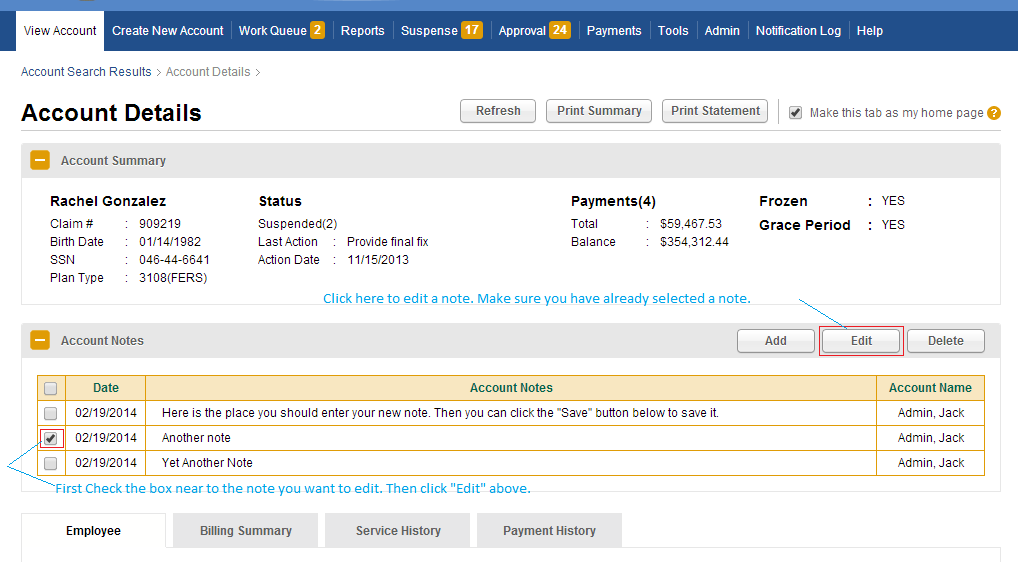 View Account Create New Account Work Queue 2 Reports Suspense 17 Approval 24 Payments Tools Admin Notification Log Help
Account Search Results > Account Details >
Account Details Refresh Print Summary Print Statement Make this tab as my home page ?
Account Summary
Rachel Gonzalez Status Payments(4) Frozen : YES
Claim # : 909219 Suspended(2) Total : $59,467.53 Grace Period : YES
Birth Date : 01/14/1982 Last Action : Provide final fix Balance : $354,312.44
SSN : 046-44-6641 Action Date : 11/15/2013
Plan Type : 3108(FERS)
Click here to edit a note. Make sure you have already selected a note.
Account Notes Add Edit Delete
Date Account Notes Account Name
02/19/2014 Here is the place you should enter your new note. Then you can click the "Save" button below to save it. Admin, Jack
02/19/2014 Another note Admin, Jack
02/19/2014 Yet Another Note Admin, Jack
First Check the box near to the note you want to edit. Then click "Edit" above.
Employee Billing Summary Service History Payment History